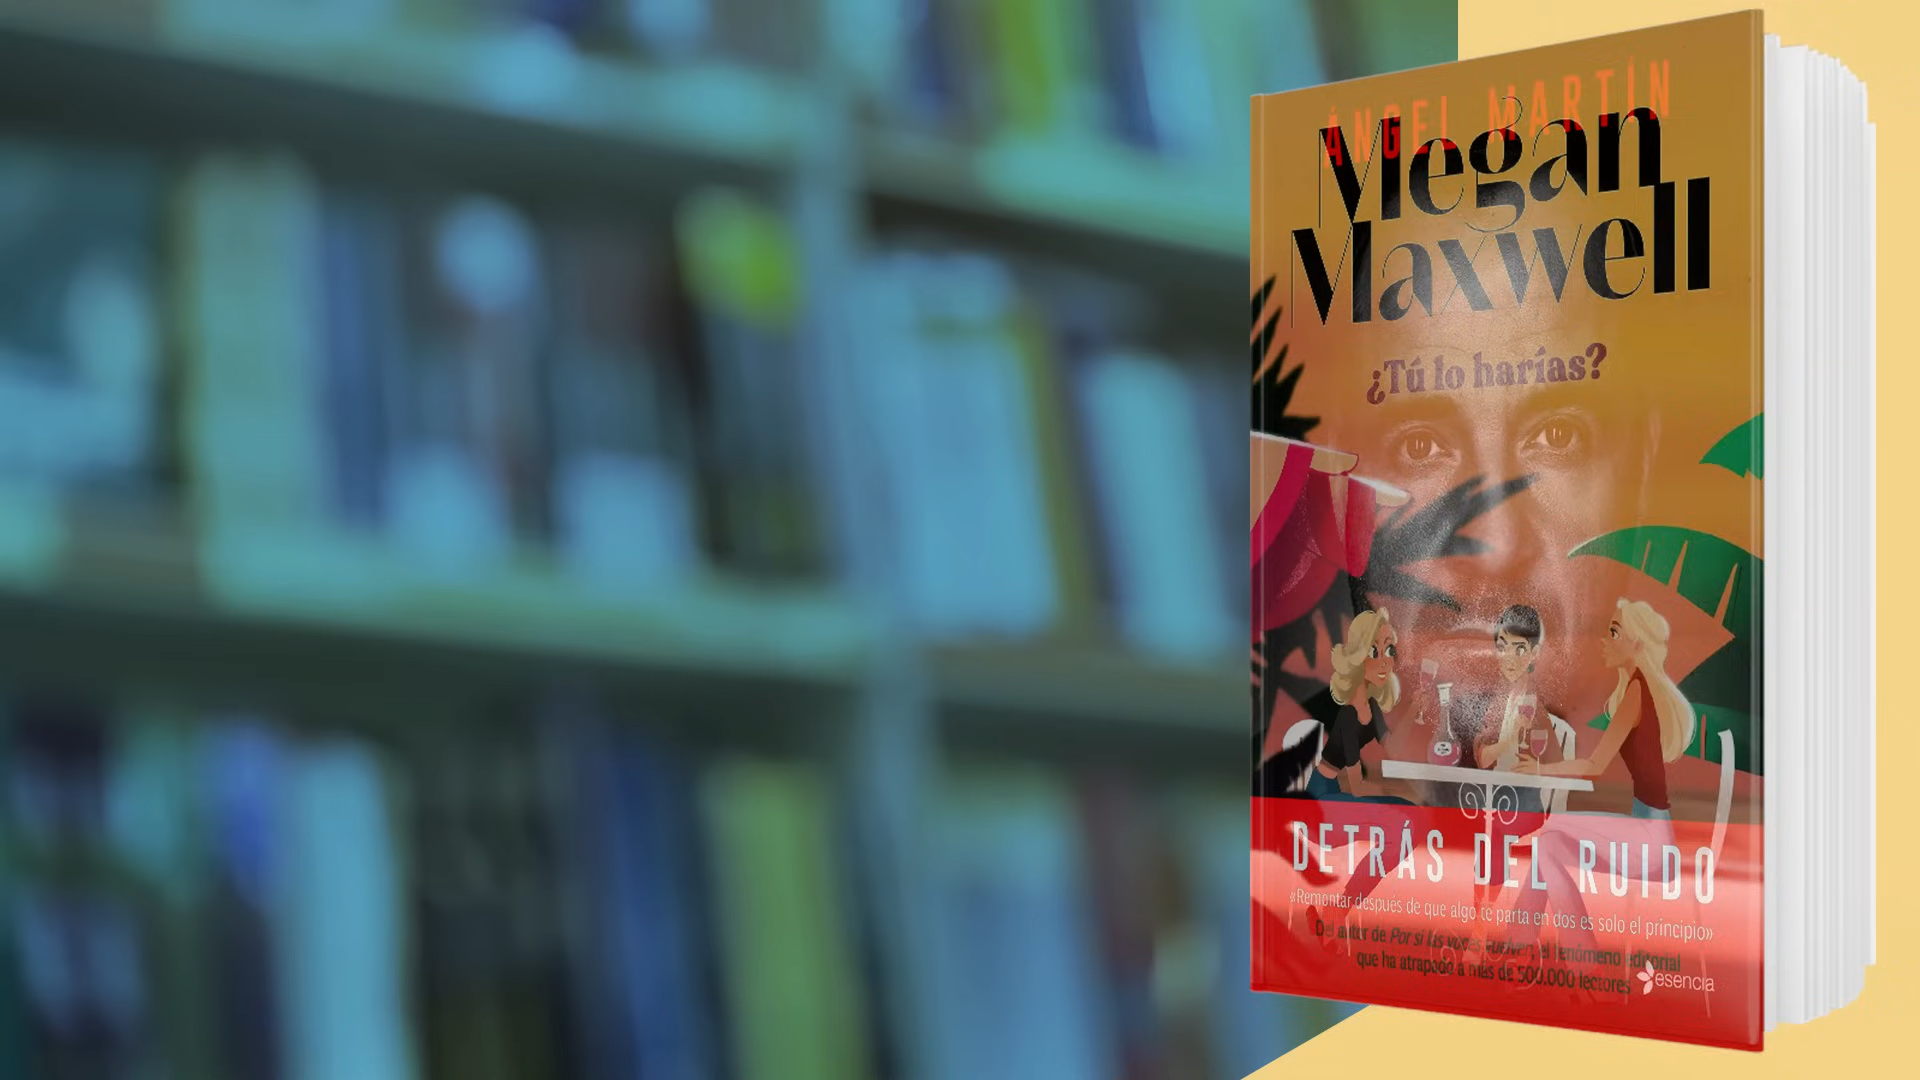 ÁNGEL MARTÍN
Megan
Maxwell
¿Tú lo harías?
DETRÁS DEL RUIDO
«Remontar después de que algo te parta en dos es solo el principio»
Del autor de Por si las voces vuelven, el fenómeno editorial
que ha atrapado a más de 500.000 lectores
esencia